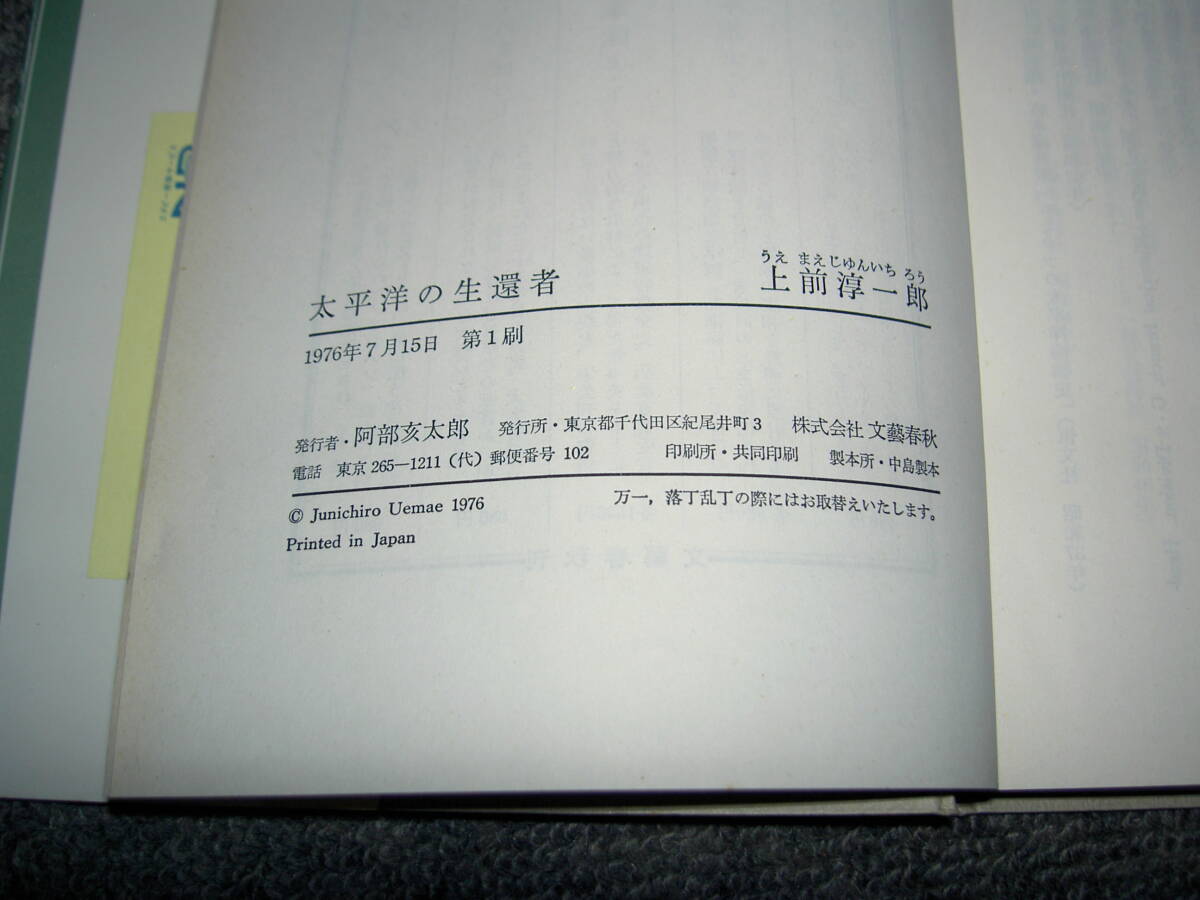 太平洋の生還者
うえ まえじゅんいち ろう
上前淳一郎
1976年7月15日 第1刷
発行者・阿部亥太郎 発行所・東京都千代田区紀尾井町3 株式会社 文藝春秋
電話 東京 265―1211 (代) 郵便番号 102 印刷所・共同印刷 製本所・中島製本
© Junichiro Uemae 1976 万一，落丁乱丁の際にはお取替えいたします。
Printed in Japan